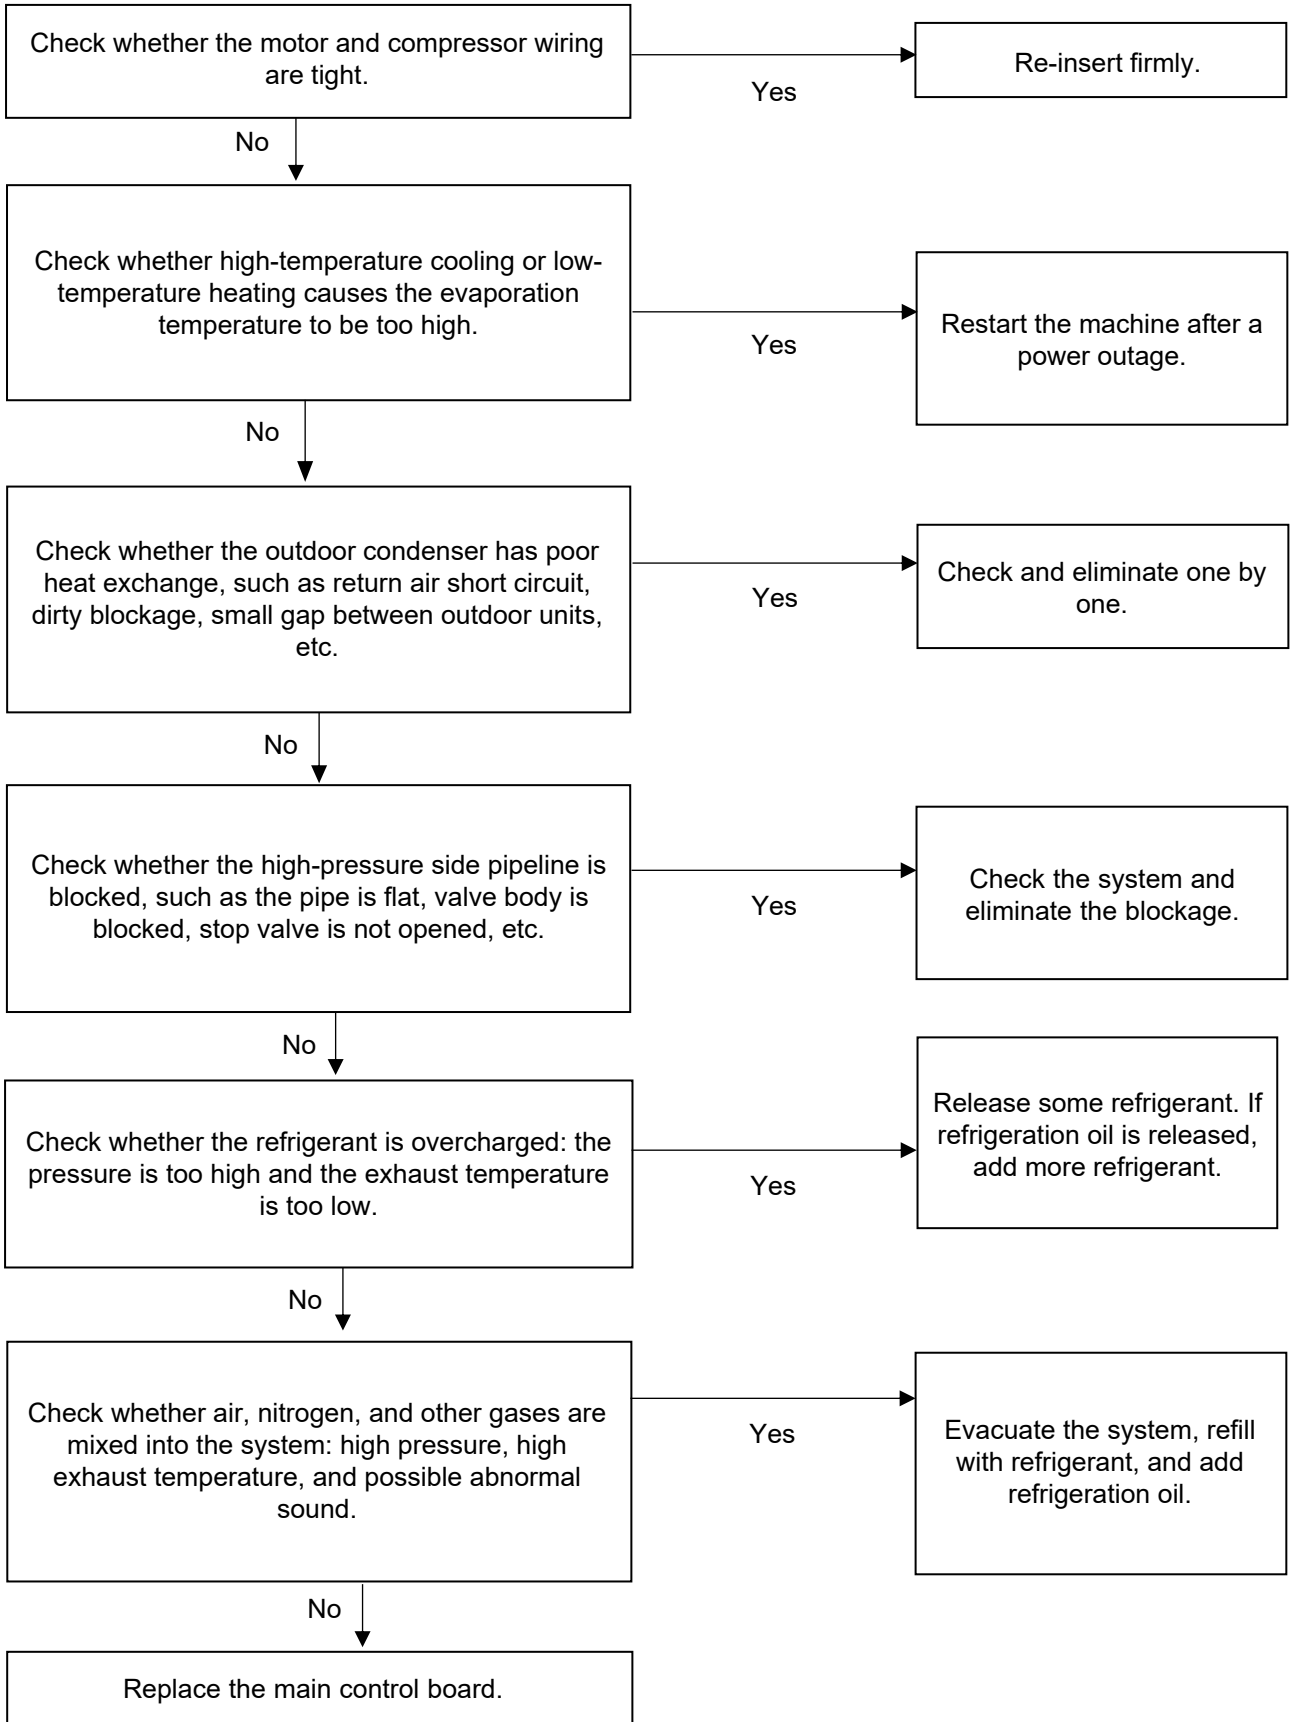 Check whether the motor and compressor wiring
are tight.
Yes
Re-insert firmly.
No
Check whether high-temperature cooling or low-
temperature heating causes the evaporation
temperature to be too high.
Yes
Restart the machine after a
power outage.
No
Check whether the outdoor condenser has poor
heat exchange, such as return air short circuit,
dirty blockage, small gap between outdoor units,
etc.
Yes
Check and eliminate one by
one.
No
Check whether the high-pressure side pipeline is
blocked, such as the pipe is flat, valve body is
blocked, stop valve is not opened, etc.
Yes
Check the system and
eliminate the blockage.
No
Check whether the refrigerant is overcharged: the
pressure is too high and the exhaust temperature
is too low.
Yes
Release some refrigerant. If
refrigeration oil is released,
add more refrigerant.
No
Check whether air, nitrogen, and other gases are
mixed into the system: high pressure, high
exhaust temperature, and possible abnormal
sound.
Yes
Evacuate the system, refill
with refrigerant, and add
refrigeration oil.
No
Replace the main control board.